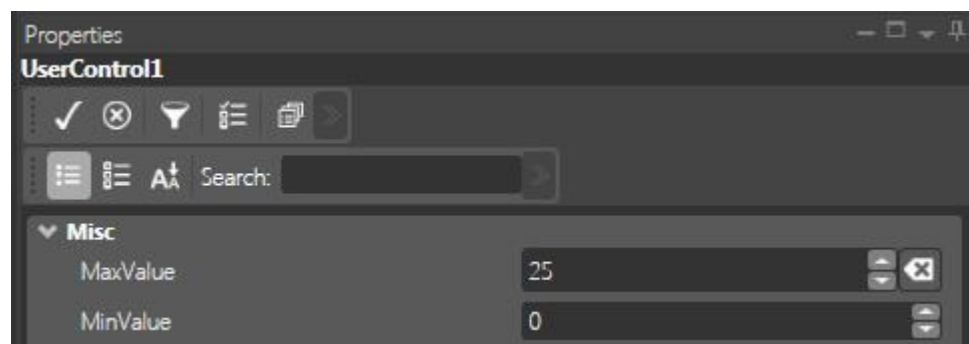 Properties
UserControl1
Search:
Misc
MaxValue 25
MinValue 0